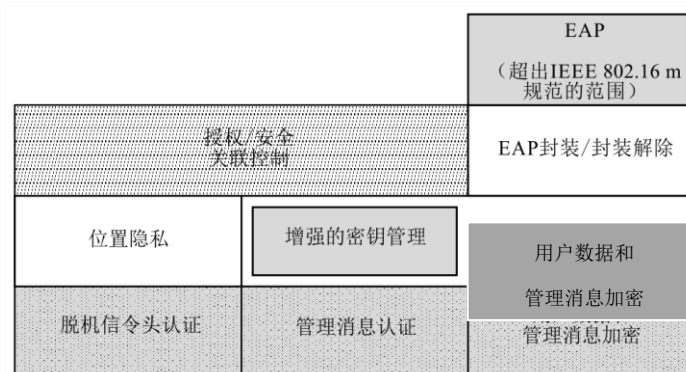 EAP
（超出IEEE 802.16 m
规范的范围）
授权/安全
关联控制
EAP封装/封装解除
位置隐私
增强的密钥管理
用户数据和
管理消息加密
脱机信令头认证
管理消息认证
管理消息加密